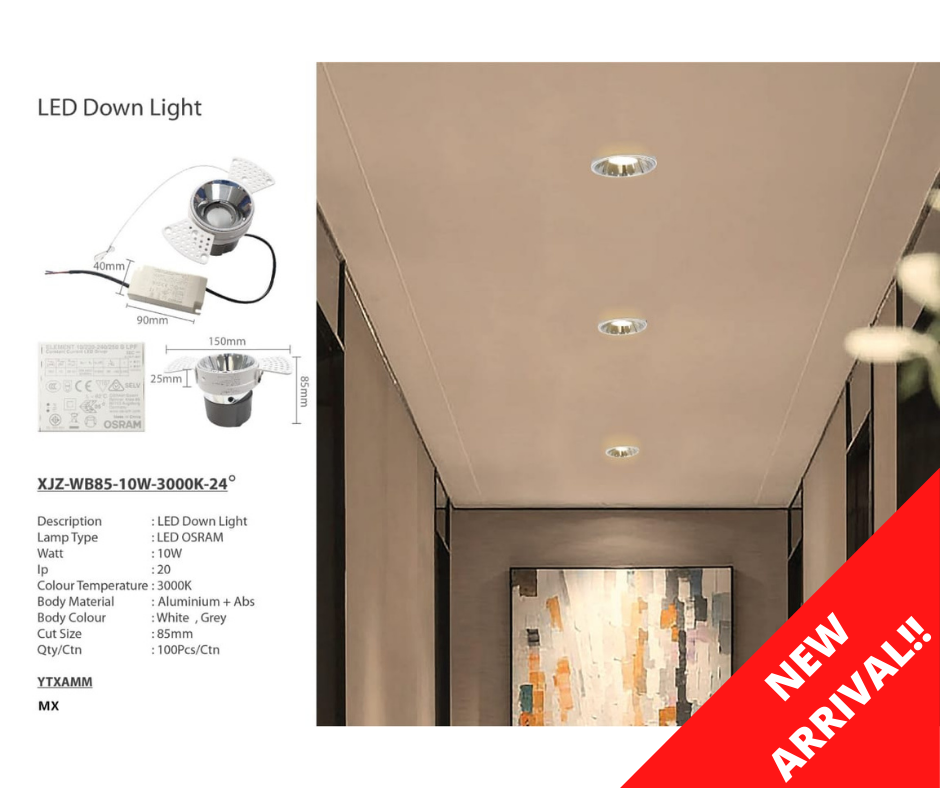 LED Down Light
40mm
90mm
150mm
25mm
85mm
ELEMENT
SELV
OSRAM
XJZ-WB85-10W-3000K-24°
Description : LED Down Light
Lamp Type : LED OSRAM
Watt : 10W
Ip : 20
Colour Temperature : 3000K
Body Material : Aluminium + Abs
Body Colour : White , Grey
Cut Size : 85mm
Qty/Ctn : 100Pcs/Ctn
YTXAMM
MX
NEW
ARRIVAL!!